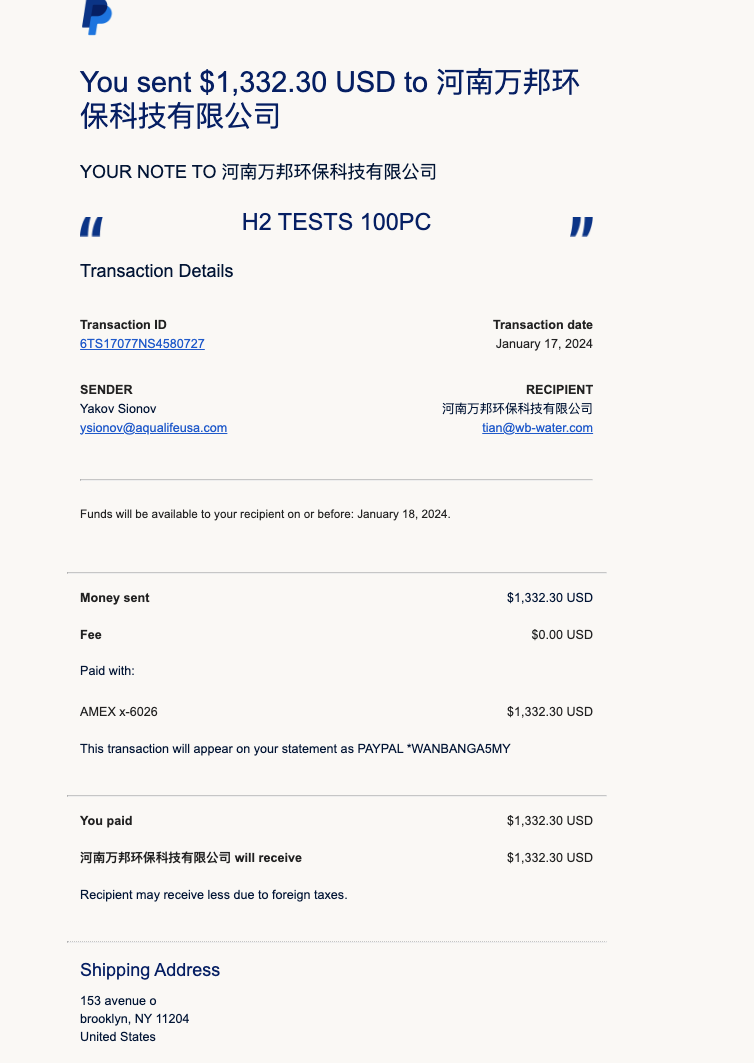 You sent $1,332.30 USD to 河南万邦环
保科技有限公司
YOUR NOTE TO 河南万邦环保科技有限公司
“ H2 TESTS 100PC ”
Transaction Details
Transaction ID Transaction date
6TS17077NS4580727 January 17, 2024
SENDER RECIPIENT
Yakov Sionov 河南万邦环保科技有限公司
ysionov@aqualifeusa.com tian@wb-water.com
Funds will be available to your recipient on or before: January 18, 2024.
Money sent $1,332.30 USD
Fee $0.00 USD
Paid with:
AMEX x-6026 $1,332.30 USD
This transaction will appear on your statement as PAYPAL *WANBANGA5MY
You paid $1,332.30 USD
河南万邦环保科技有限公司 will receive $1,332.30 USD
Recipient may receive less due to foreign taxes.
Shipping Address
153 avenue o
brooklyn, NY 11204
United States